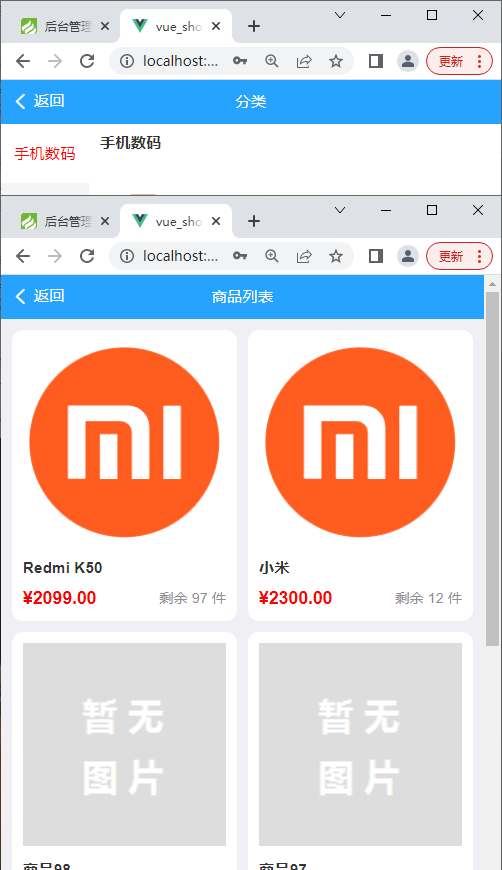 后台管理
vue_sho
localhost:...
更新
返回
分类
手机数码
手机数码
后台管理
vue_sho
localhost:...
更新
返回
商品列表
Redmi K50
¥2099.00
剩余 97 件
小米
¥2300.00
剩余 12 件
暂无
图片
暂无
图片
商品98
商品97